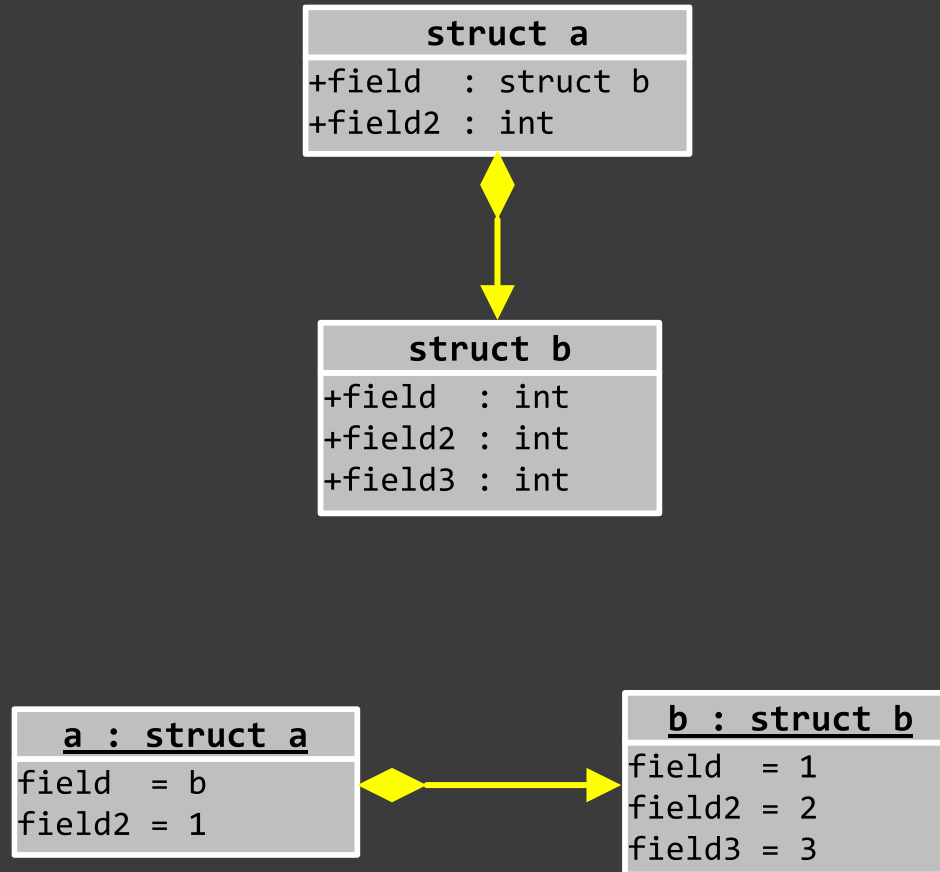 struct a
+field  : struct b
+field2 : int
struct b
+field  : int
+field2 : int
+field3 : int
a : struct a
field  = b
field2 = 1
b : struct b
field  = 1
field2 = 2
field3 = 3